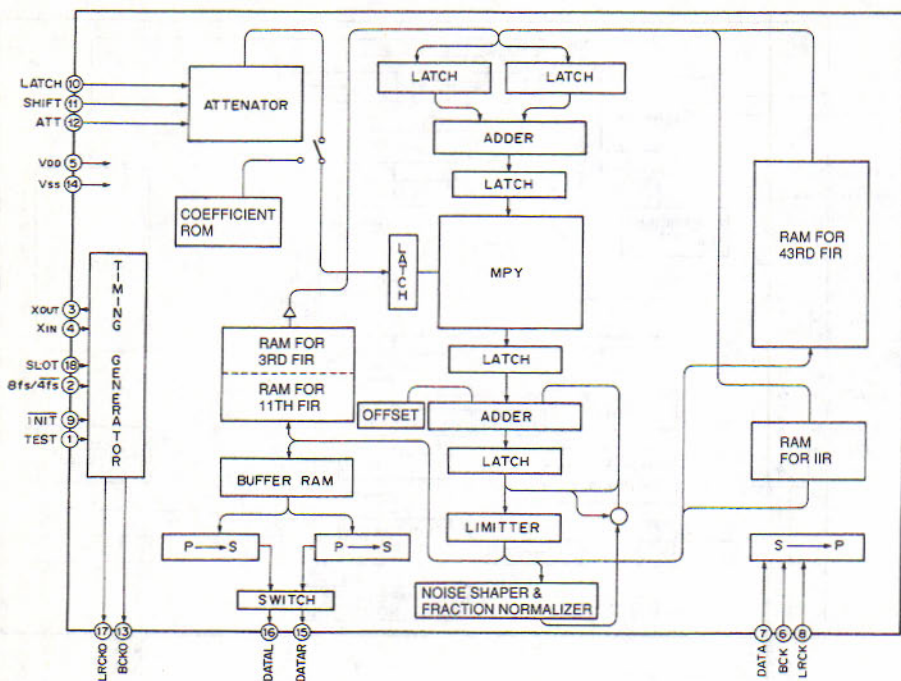 LATCH 10
SHIFT 11
ATT 12
VDD 5
Vss 14
XOUT 3
XIN 4
SLOT 18
8fs/4fs 2
INIT 9
TEST 1
TIMING GENERATOR
ATTENATOR
COEFFICIENT
ROM
LATCH
LATCH
ADDER
LATCH
LATCH
MPY
LATCH
OFFSET
ADDER
LATCH
LIMITTER
NOISE SHAPER &
FRACTION NORMALIZER
RAM FOR
3RD FIR
RAM FOR
11TH FIR
BUFFER RAM
P S
P S
SWITCH
RAM FOR
43RD FIR
RAM
FOR IIR
S P
17 13 16 15 7 6 8
LRCKO
BCKO
DATAL
DATAR
DATA
BCK
LRCK